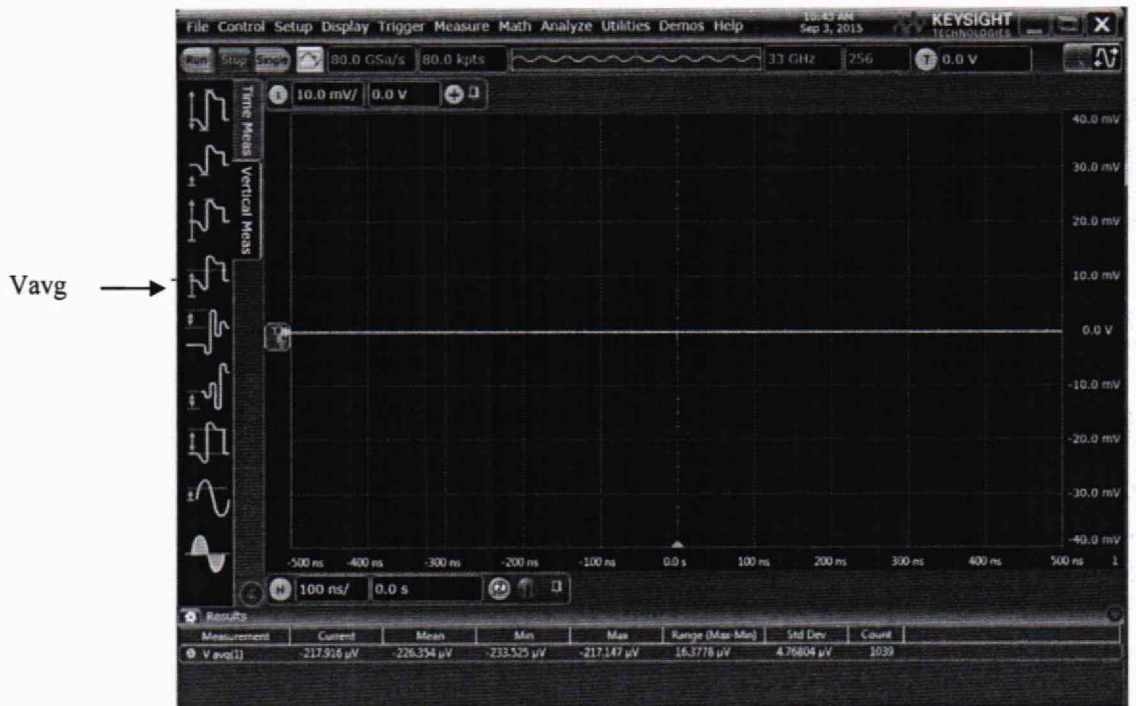 File Control Setup Display Trigger Measure Math Analyze Utilities Demos Help
10:43 AM
Sep 3, 2015
KEYSIGHT
TECHNOLOGIES
Run Stop Single 80.0 GSa/s 80.0 kpts 33 GHz 256 T 0.0 V
1 10.0 mV/ 0.0 V
Time Meas
Vertical Meas
Vavg
40.0 mV
30.0 mV
20.0 mV
10.0 mV
0.0 V
-10.0 mV
-20.0 mV
-30.0 mV
-40.0 mV
-500 ns -400 ns -300 ns -200 ns -100 ns 0.0 s 100 ns 200 ns 300 ns 400 ns 500 ns 1
H 100 ns/ 0.0 s
Results
Measurement Current Mean Min Max Range (Max-Min) Std Dev Count
V avg(1) -217.916 µV -226.354 µV -233.525 µV -217.147 µV 16.3778 µV 4.76804 µV 1039